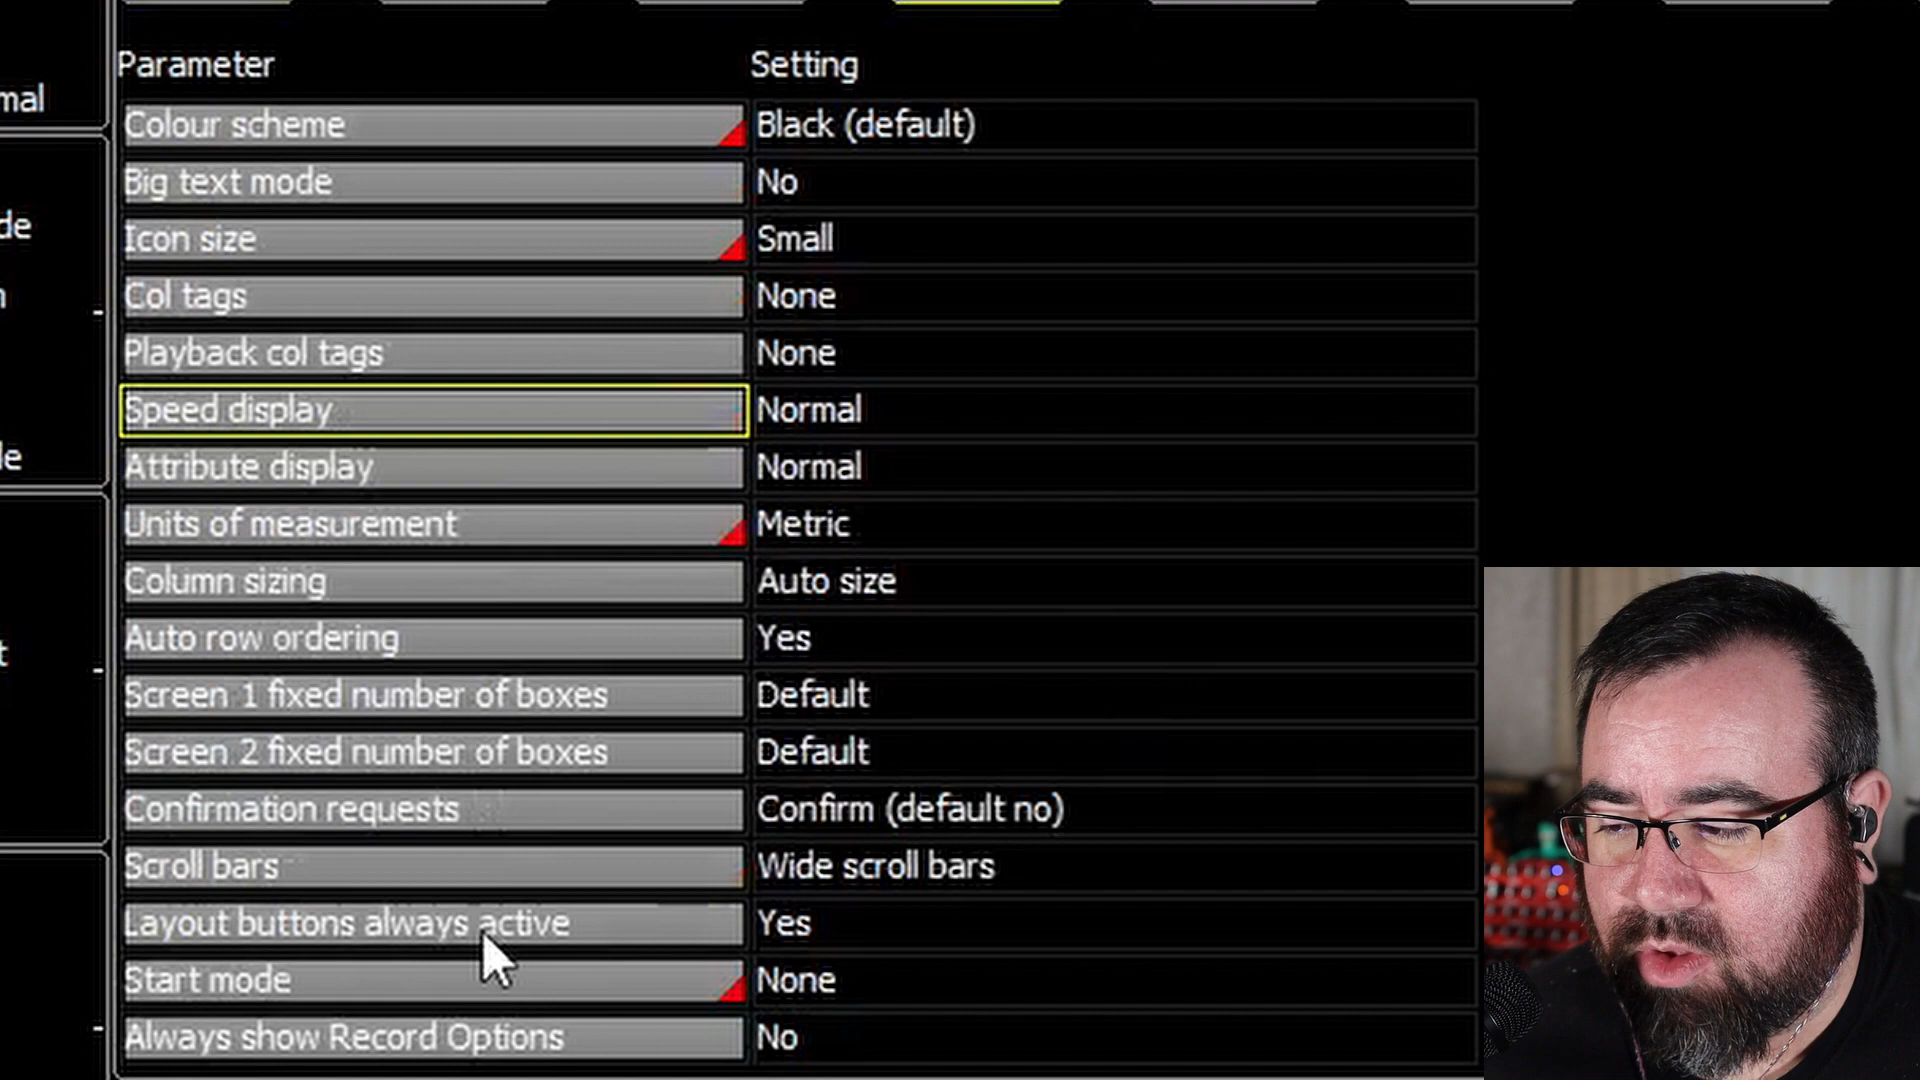 Parameter Setting
mal
Colour scheme Black (default)
Big text mode No
de
Icon size Small
Col tags None
Playback col tags None
Speed display Normal
le
Attribute display Normal
Units of measurement Metric
Column sizing Auto size
Auto row ordering Yes
Screen 1 fixed number of boxes Default
Screen 2 fixed number of boxes Default
Confirmation requests Confirm (default no)
Scroll bars Wide scroll bars
Layout buttons always active Yes
Start mode None
Always show Record Options No